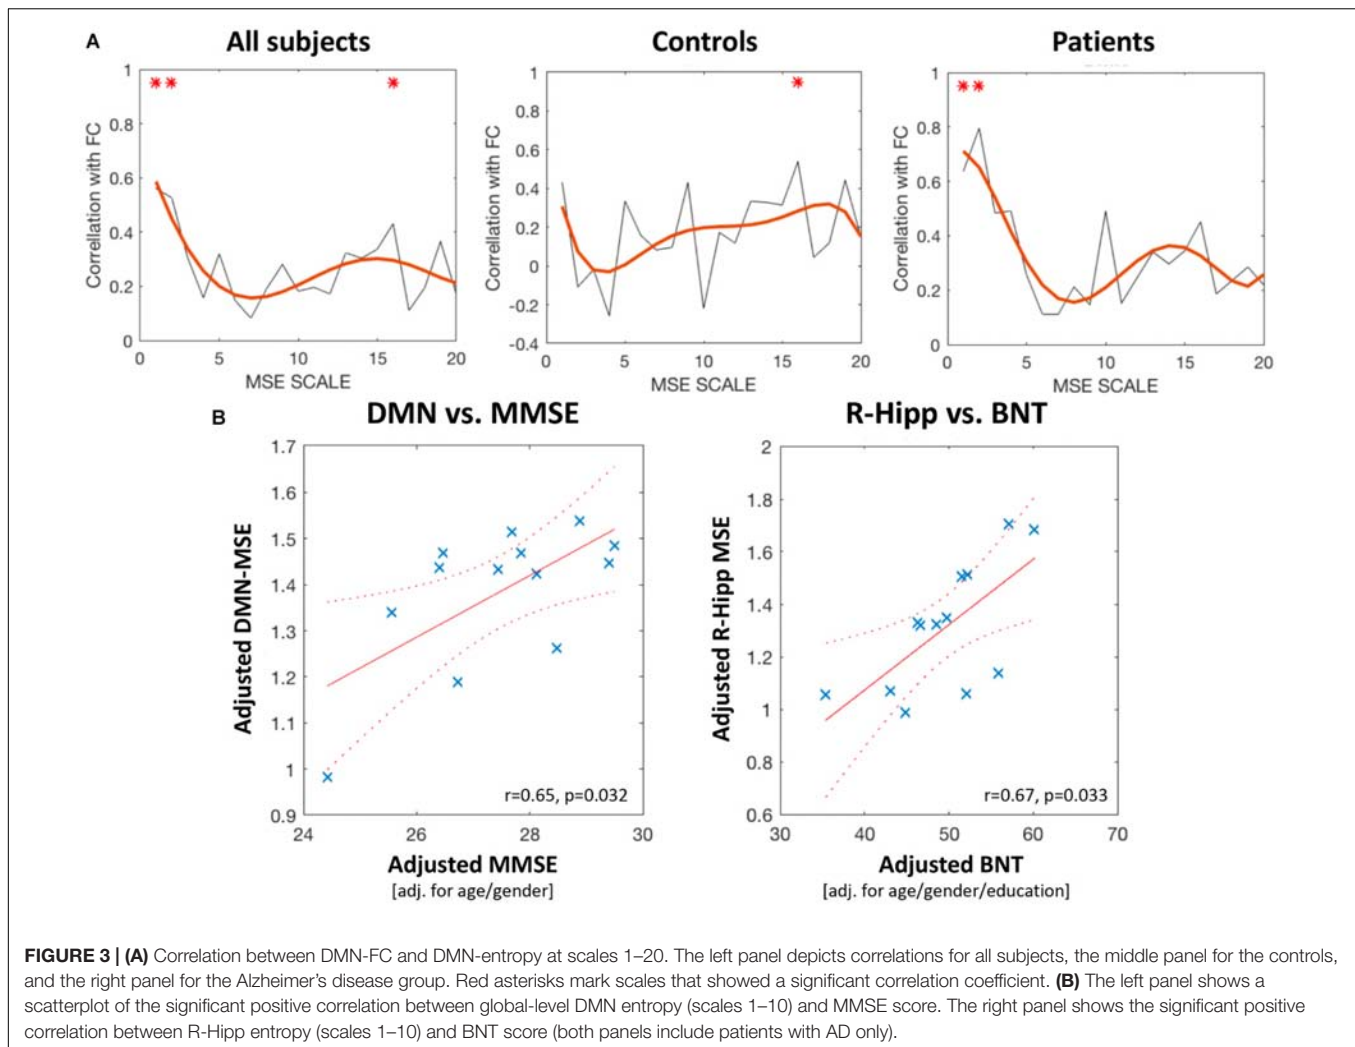 A
All subjects
Controls
Patients
1
0.8
0.6
0.4
0.2
0
Correllation with FC
0
5
10
15
20
MSE SCALE
1
0.8
0.6
0.4
0.2
0
-0.2
-0.4
Correlation with FC
0
5
10
15
20
MSE SCALE
1
0.8
0.6
0.4
0.2
0
Correlation with FC
0
5
10
15
20
MSE SCALE
B
DMN vs. MMSE
R-Hipp vs. BNT
1.7
1.6
1.5
1.4
1.3
1.2
1.1
1
0.9
Adjusted DMN-MSE
r=0.65, p=0.032
24
26
28
30
Adjusted MMSE
[adj. for age/gender]
2
1.8
1.6
1.4
1.2
1
0.8
0.6
Adjusted R-Hipp MSE
r=0.67, p=0.033
30
40
50
60
70
Adjusted BNT
[adj. for age/gender/education]
FIGURE 3 | (A) Correlation between DMN-FC and DMN-entropy at scales 1–20. The left panel depicts correlations for all subjects, the middle panel for the controls,
and the right panel for the Alzheimer's disease group. Red asterisks mark scales that showed a significant correlation coefficient. (B) The left panel shows a
scatterplot of the significant positive correlation between global-level DMN entropy (scales 1–10) and MMSE score. The right panel shows the significant positive
correlation between R-Hipp entropy (scales 1–10) and BNT score (both panels include patients with AD only).